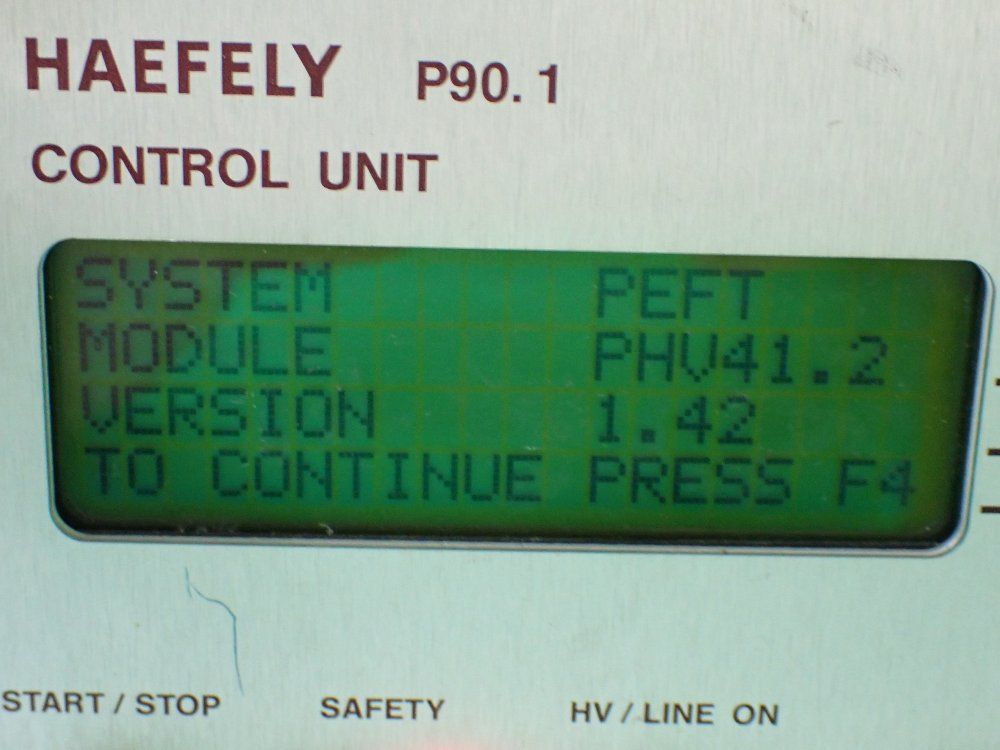 HAEFELY P90.1
CONTROL UNIT
SYSTEM PEFT
MODULE PHV41.2
VERSION 1.42
TO CONTINUE PRESS F4
START / STOP SAFETY HV / LINE ON